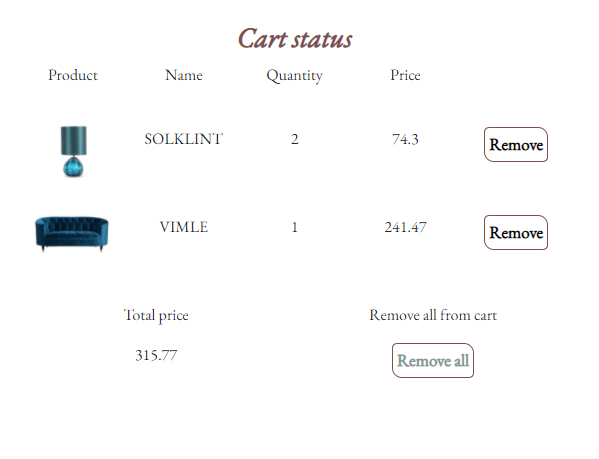 Cart status
Product Name Quantity Price
SOLKLINT 2 74.3 Remove
VIMLE 1 241.47 Remove
Total price Remove all from cart
315.77 Remove all